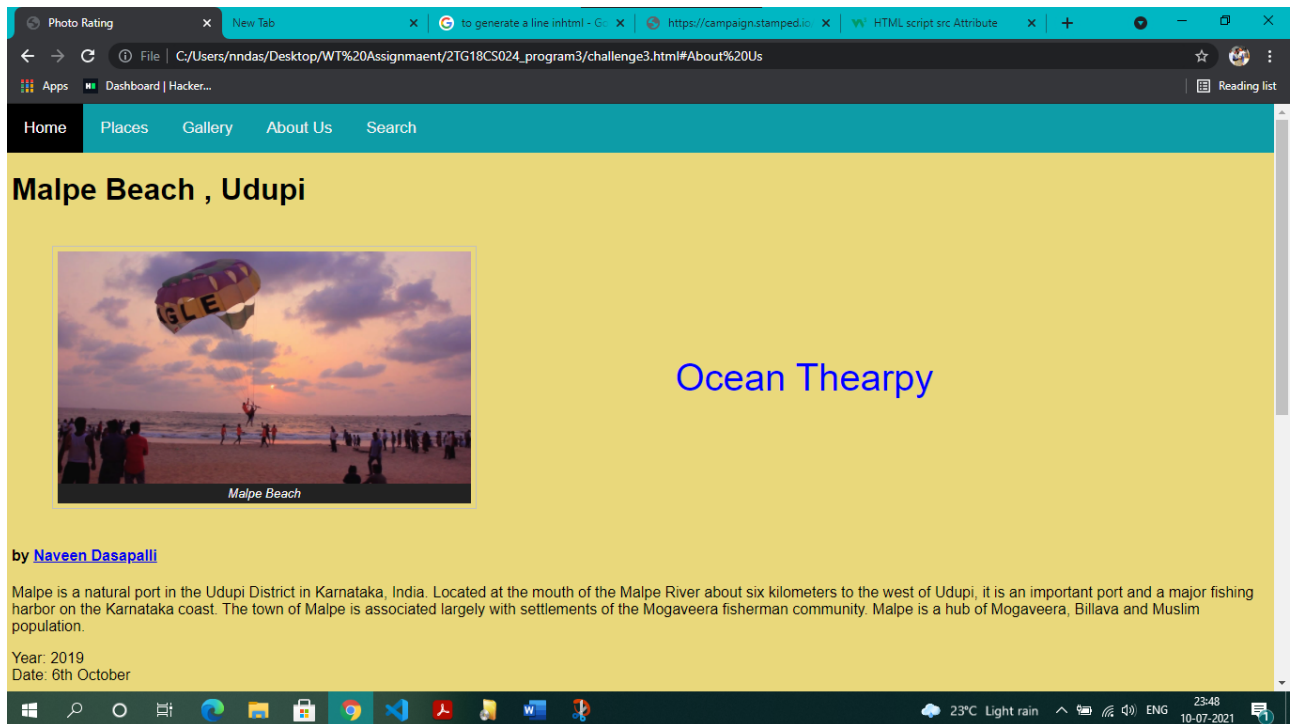 Photo Rating
New Tab
to generate a line inhtml - Go
https://campaign.stamped.io
HTML script src Attribute
File | C:/Users/nndas/Desktop/WT%20Assignmaent/2TG18CS024_program3/challenge3.html#About%20Us
Apps Dashboard | Hacker... Reading list
Home Places Gallery About Us Search
Malpe Beach , Udupi
GLE
Malpe Beach
Ocean Thearpy
by Naveen Dasapalli
Malpe is a natural port in the Udupi District in Karnataka, India. Located at the mouth of the Malpe River about six kilometers to the west of Udupi, it is an important port and a major fishing
harbor on the Karnataka coast. The town of Malpe is associated largely with settlements of the Mogaveera fisherman community. Malpe is a hub of Mogaveera, Billava and Muslim
population.
Year: 2019
Date: 6th October
23°C Light rain ENG
23:48
10-07-2021